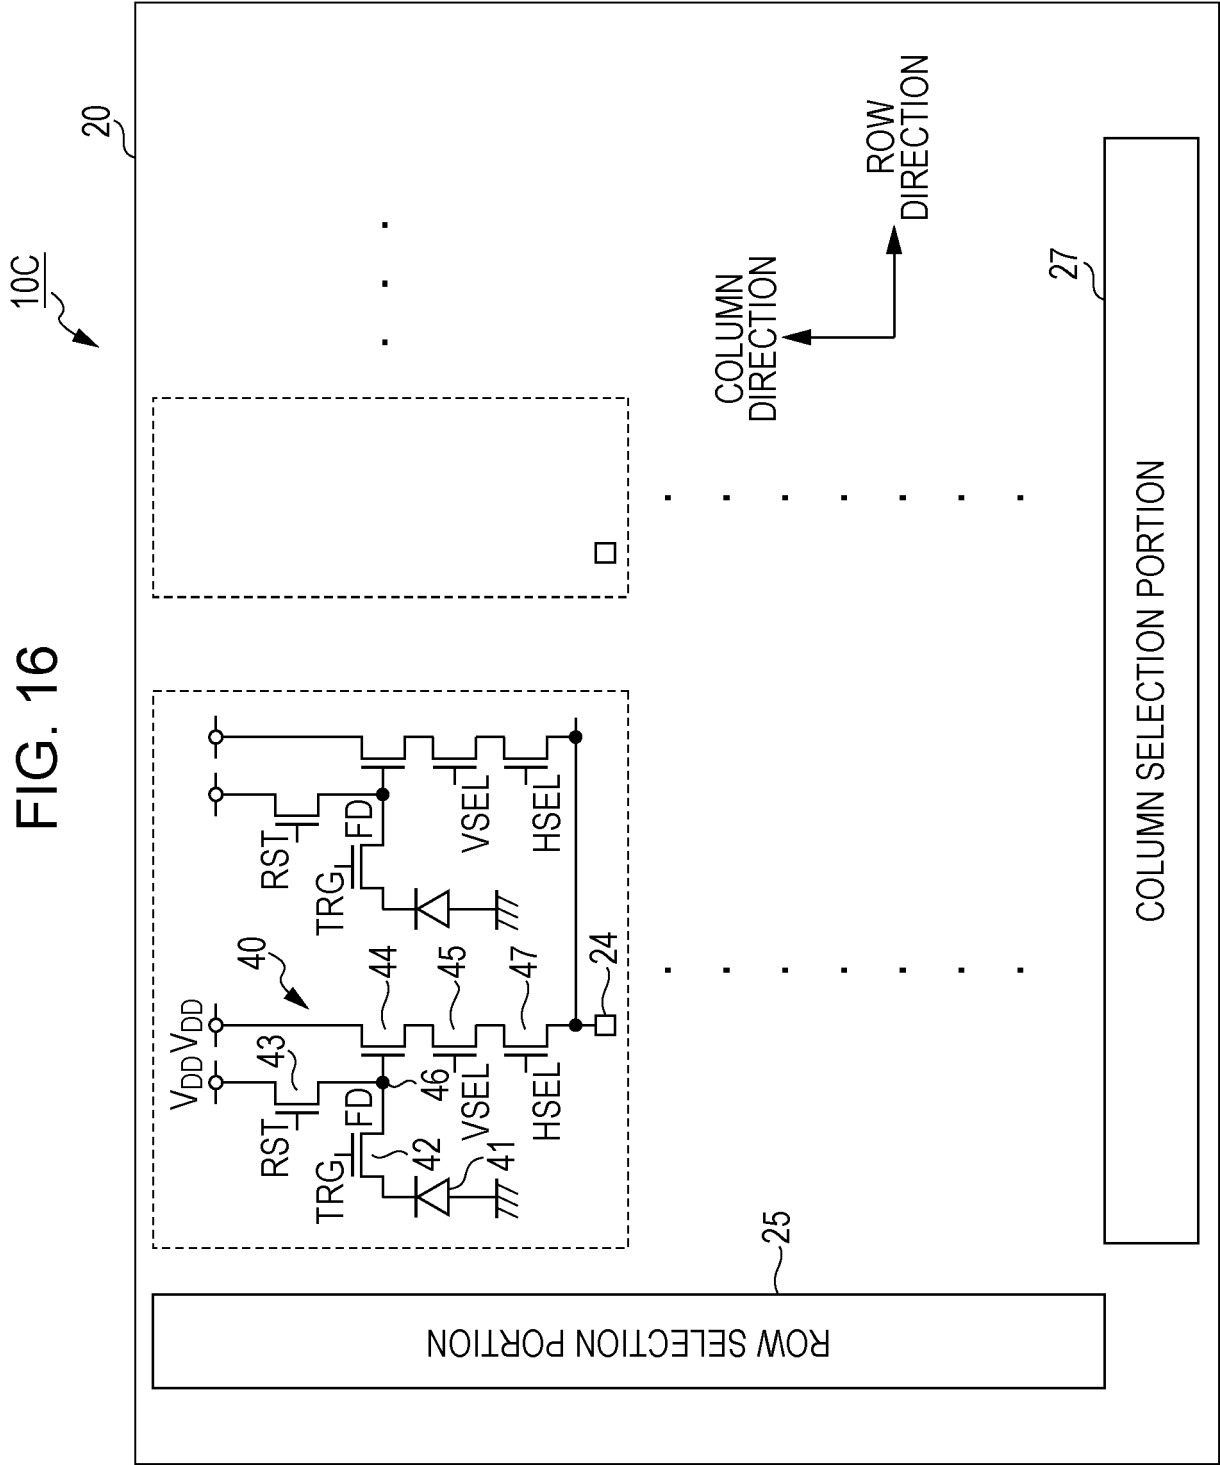 FIG. 16
10C
20
VDD VDD
40
43
RST
44
TRG
FD
46
42
VSEL
45
41
HSEL
47
24
RST
TRG
FD
VSEL
HSEL
COLUMN
DIRECTION
ROW
DIRECTION
ROW SELECTION PORTION
25
COLUMN SELECTION PORTION
27